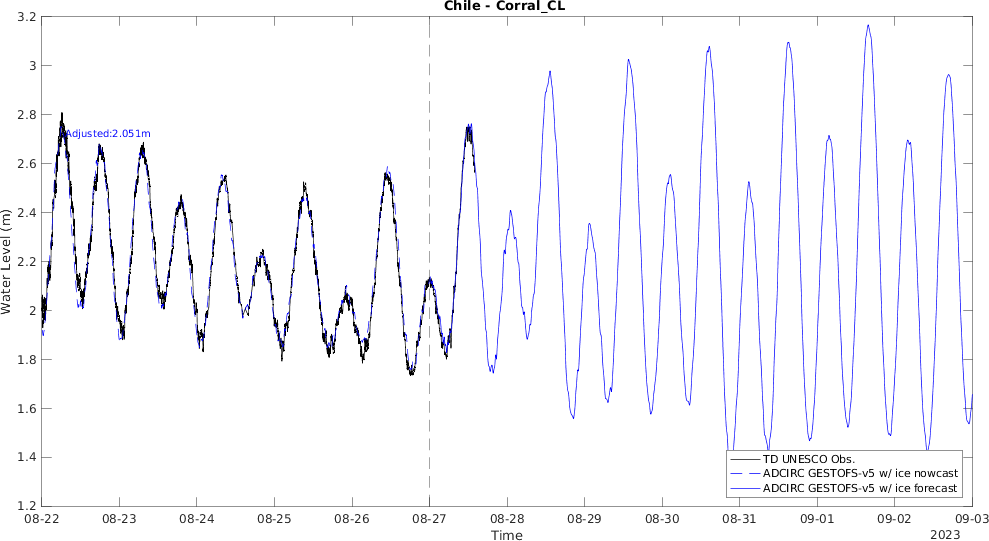 Chile - Corral_CL
3.2
3
2.8
2.6
2.4
2.2
2
1.8
1.6
1.4
1.2
Water Level (m)
Adjusted:2.051m
TD UNESCO Obs.
ADCIRC GESTOFS-v5 w/ ice nowcast
ADCIRC GESTOFS-v5 w/ ice forecast
08-22 08-23 08-24 08-25 08-26 08-27 08-28 08-29 08-30 08-31 09-01 09-02 09-03
Time
2023